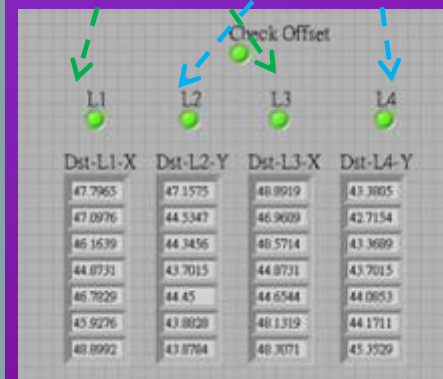 Check Offset
L1 L2 L3 L4
Dst-L1-X Dst-L2-Y Dst-L3-X Dst-L4-Y
47.7965 47.1575 48.8919 43.3805
47.0976 44.5347 46.9609 42.7154
46.1639 44.3456 48.5714 43.3689
44.8731 43.7015 44.8731 43.7015
46.7829 44.45 44.6544 44.0853
45.9276 43.8828 48.1319 44.1711
48.8992 43.8784 48.3071 45.3529